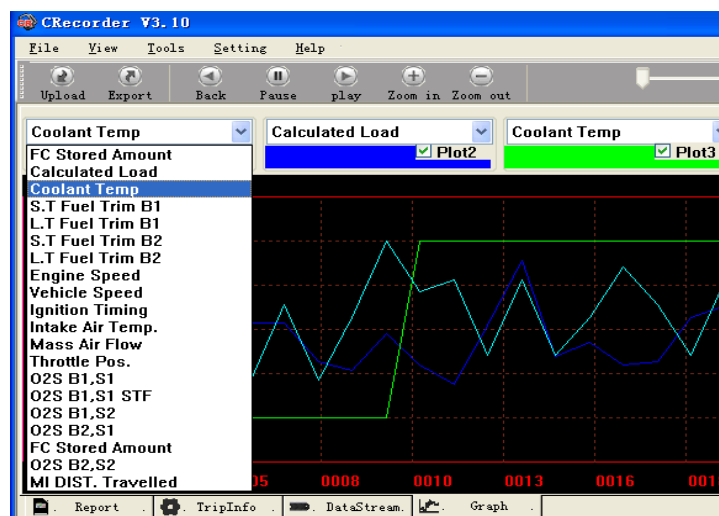 CRecorder V3.10
File View Tools Setting Help
Upload Export Back Pause play Zoom in Zoom out
Coolant Temp Calculated Load Coolant Temp
Plot2 Plot3
FC Stored Amount
Calculated Load
Coolant Temp
S.T Fuel Trim B1
L.T Fuel Trim B1
S.T Fuel Trim B2
L.T Fuel Trim B2
Engine Speed
Vehicle Speed
Ignition Timing
Intake Air Temp.
Mass Air Flow
Throttle Pos.
O2S B1,S1
O2S B1,S1 STF
O2S B1,S2
O2S B2,S1
FC Stored Amount
O2S B2,S2
MI DIST. Travelled
05 0008 0010 0013 0016 001
. Report . . TripInfo . . DataStream. . Graph .